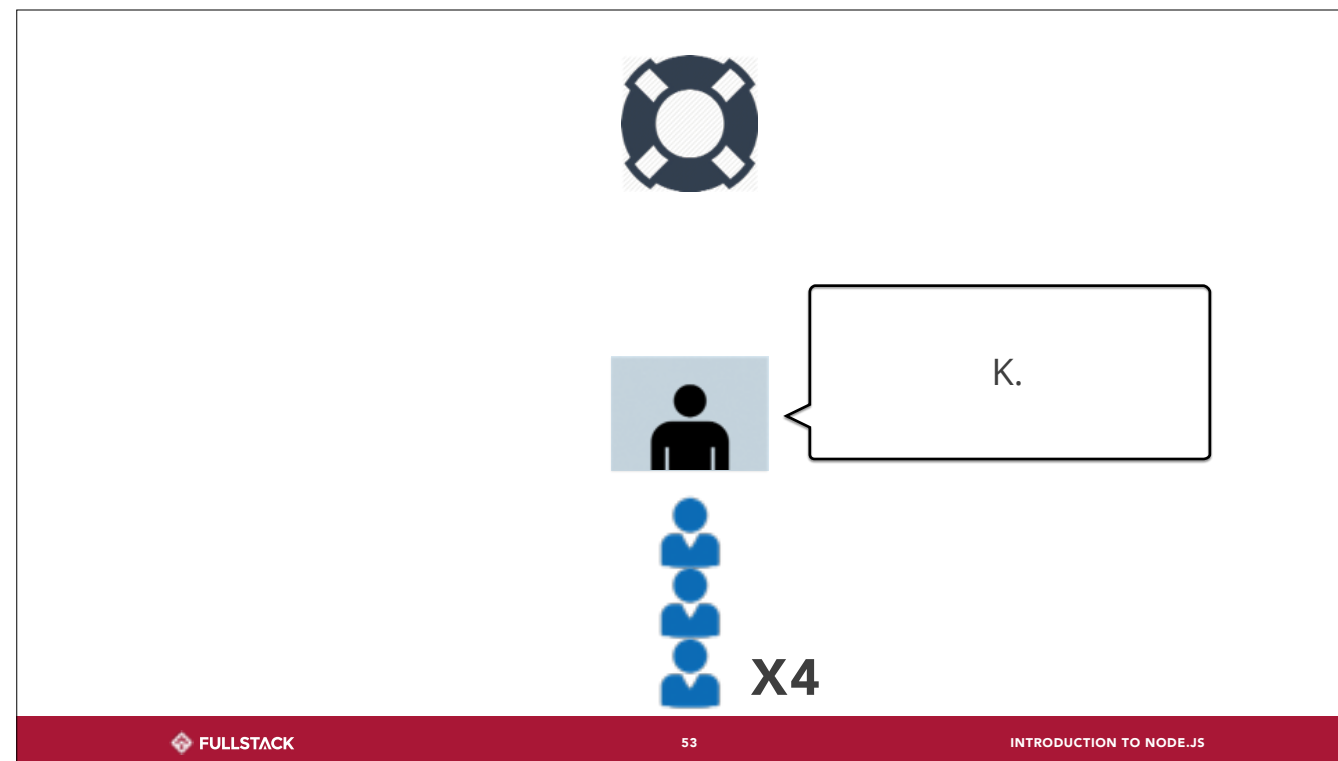 K.
X4
FULLSTACK
53
INTRODUCTION TO NODE.JS